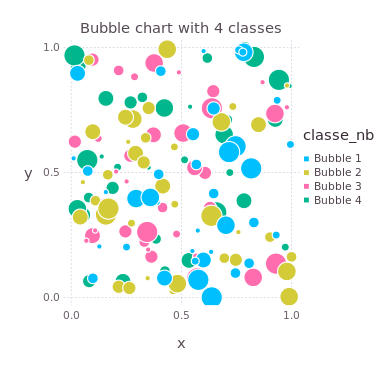 Bubble chart with 4 classes
1.0
0.5
0.0
y
0.0
0.5
1.0
x
classe_nb
Bubble 1
Bubble 2
Bubble 3
Bubble 4